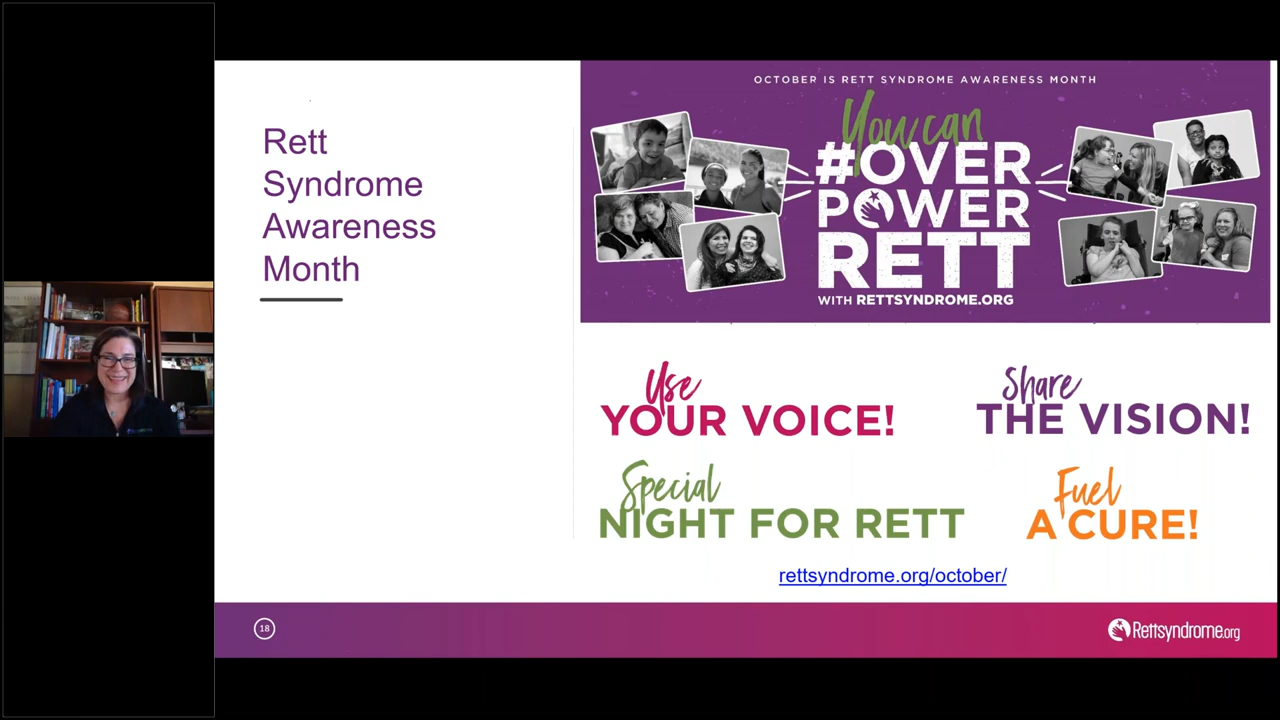 Rett
Syndrome
Awareness
Month
OCTOBER IS RETT SYNDROME AWARENESS MONTH
You can
#OVER
POWER
RETT
WITH RETTSYNDROME.ORG
Use
YOUR VOICE!
Share
THE VISION!
Special
NIGHT FOR RETT
Fuel
A CURE!
rettsyndrome.org/october/
18
Rettsyndrome.org